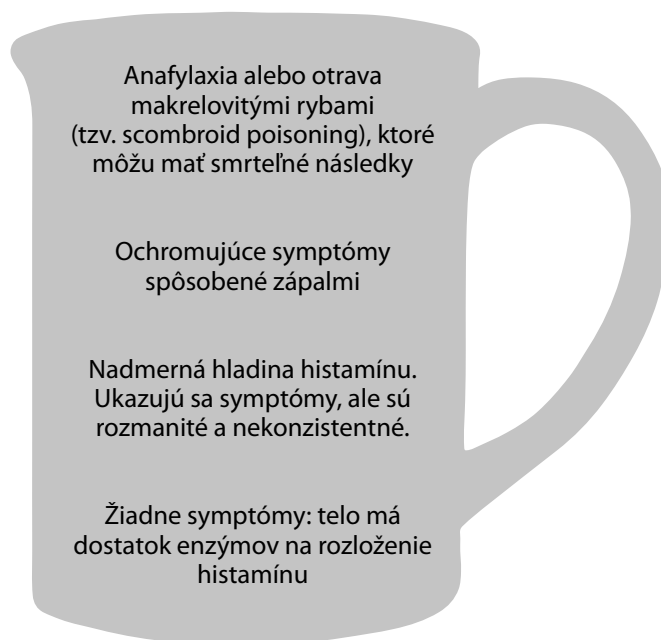 Anafylaxia alebo otrava
makrelovitými rybami
(tzv. scombroid poisoning), ktoré
môžu mať smrteľné následky
Ochromujúce symptómy
spôsobené zápalmi
Nadmerná hladina histamínu.
Ukazujú sa symptómy, ale sú
rozmanité a nekonzistentné.
Žiadne symptómy: telo má
dostatok enzýmov na rozloženie
histamínu